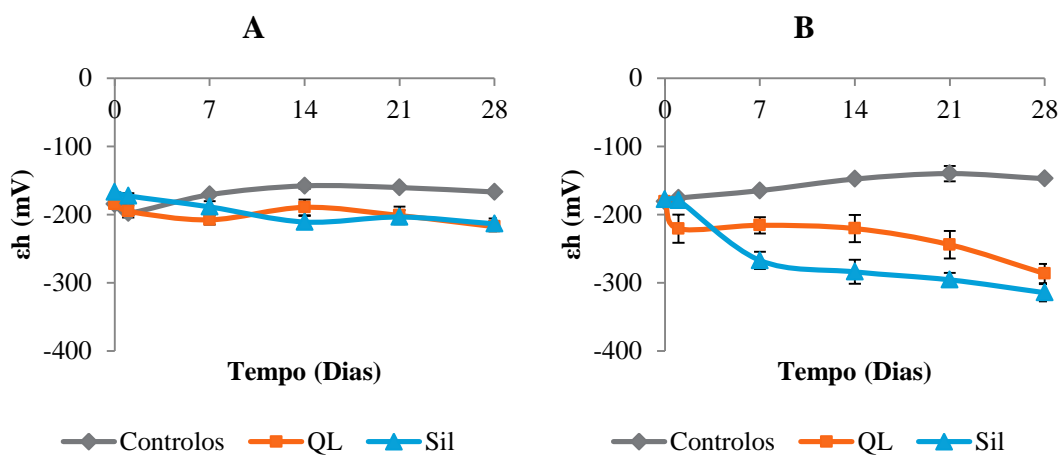 A
0
0 7 14 21 28
-100
-200
-300
-400
εh (mV)
Tempo (Dias)
Controlos QL Sil
B
0
0 7 14 21 28
-100
-200
-300
-400
εh (mV)
Tempo (Dias)
Controlos QL Sil